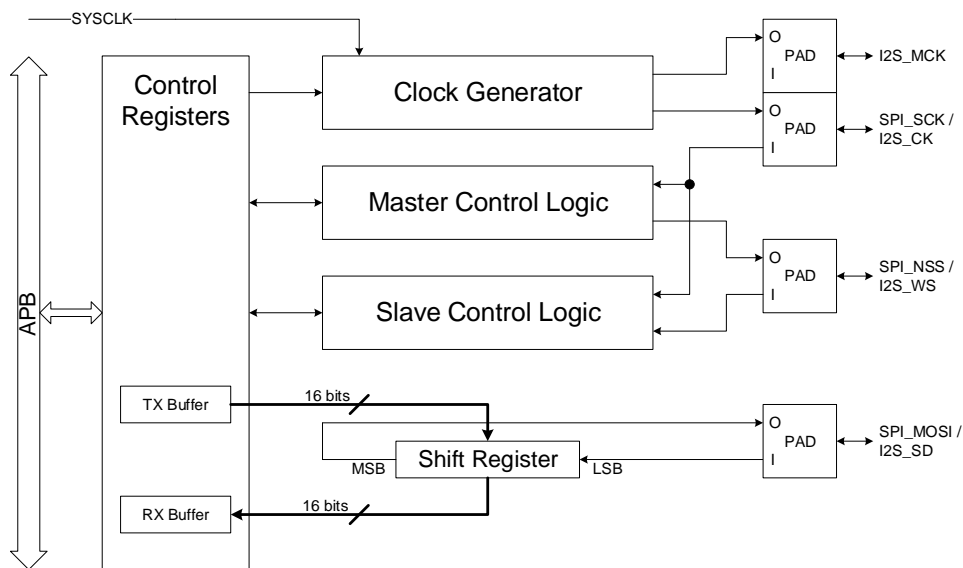 SYSCLK
APB
Control
Registers
Clock Generator
O
PAD
I
I2S_MCK
O
PAD
I
SPI_SCK /
I2S_CK
Master Control Logic
O
PAD
I
SPI_NSS /
I2S_WS
Slave Control Logic
TX Buffer
16 bits
O
PAD
I
SPI_MOSI /
I2S_SD
MSB
Shift Register
LSB
RX Buffer
16 bits